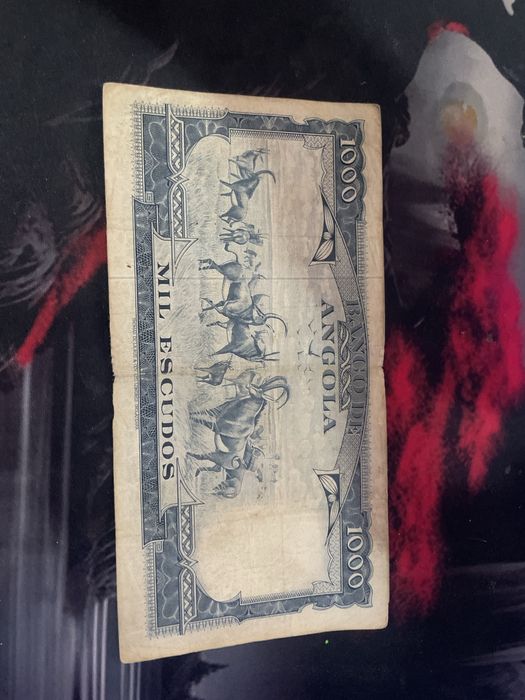 1000 1000
BANCO DE
ANGOLA
MIL ESCUDOS